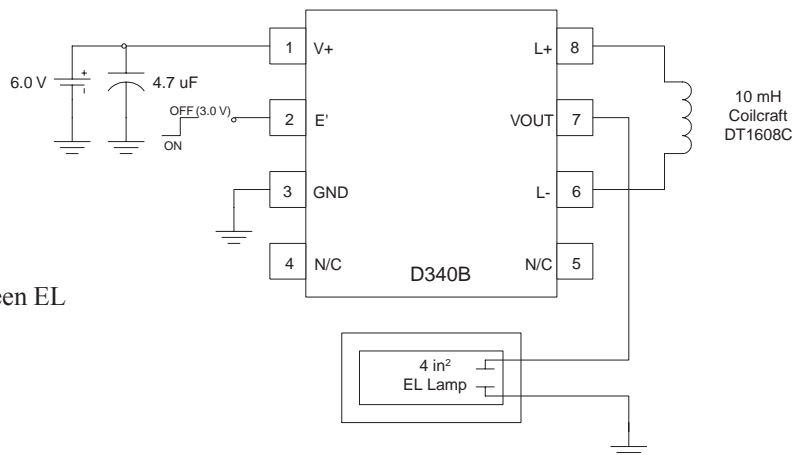 1 V+
L+ 8
6.0 V
+
–
4.7 uF
10 mH
Coilcraft
DT1608C
OFF (3.0 V)
ON
2 E'
VOUT 7
3 GND
L- 6
4 N/C
N/C 5
D340B
EL
4 in²
EL Lamp